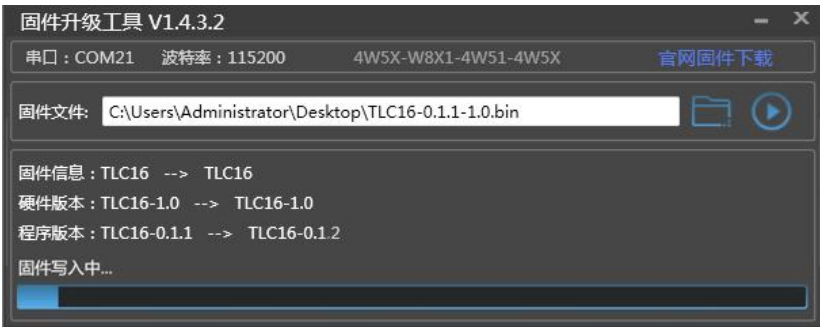 固件升级工具 V1.4.3.2
串口：COM21 波特率：115200 4W5X-W8X1-4W51-4W5X 官网固件下载
固件文件: C:\Users\Administrator\Desktop\TLC16-0.1.1-1.0.bin
固件信息：TLC16 --> TLC16
硬件版本：TLC16-1.0 --> TLC16-1.0
程序版本：TLC16-0.1.1 --> TLC16-0.1.2
固件写入中...